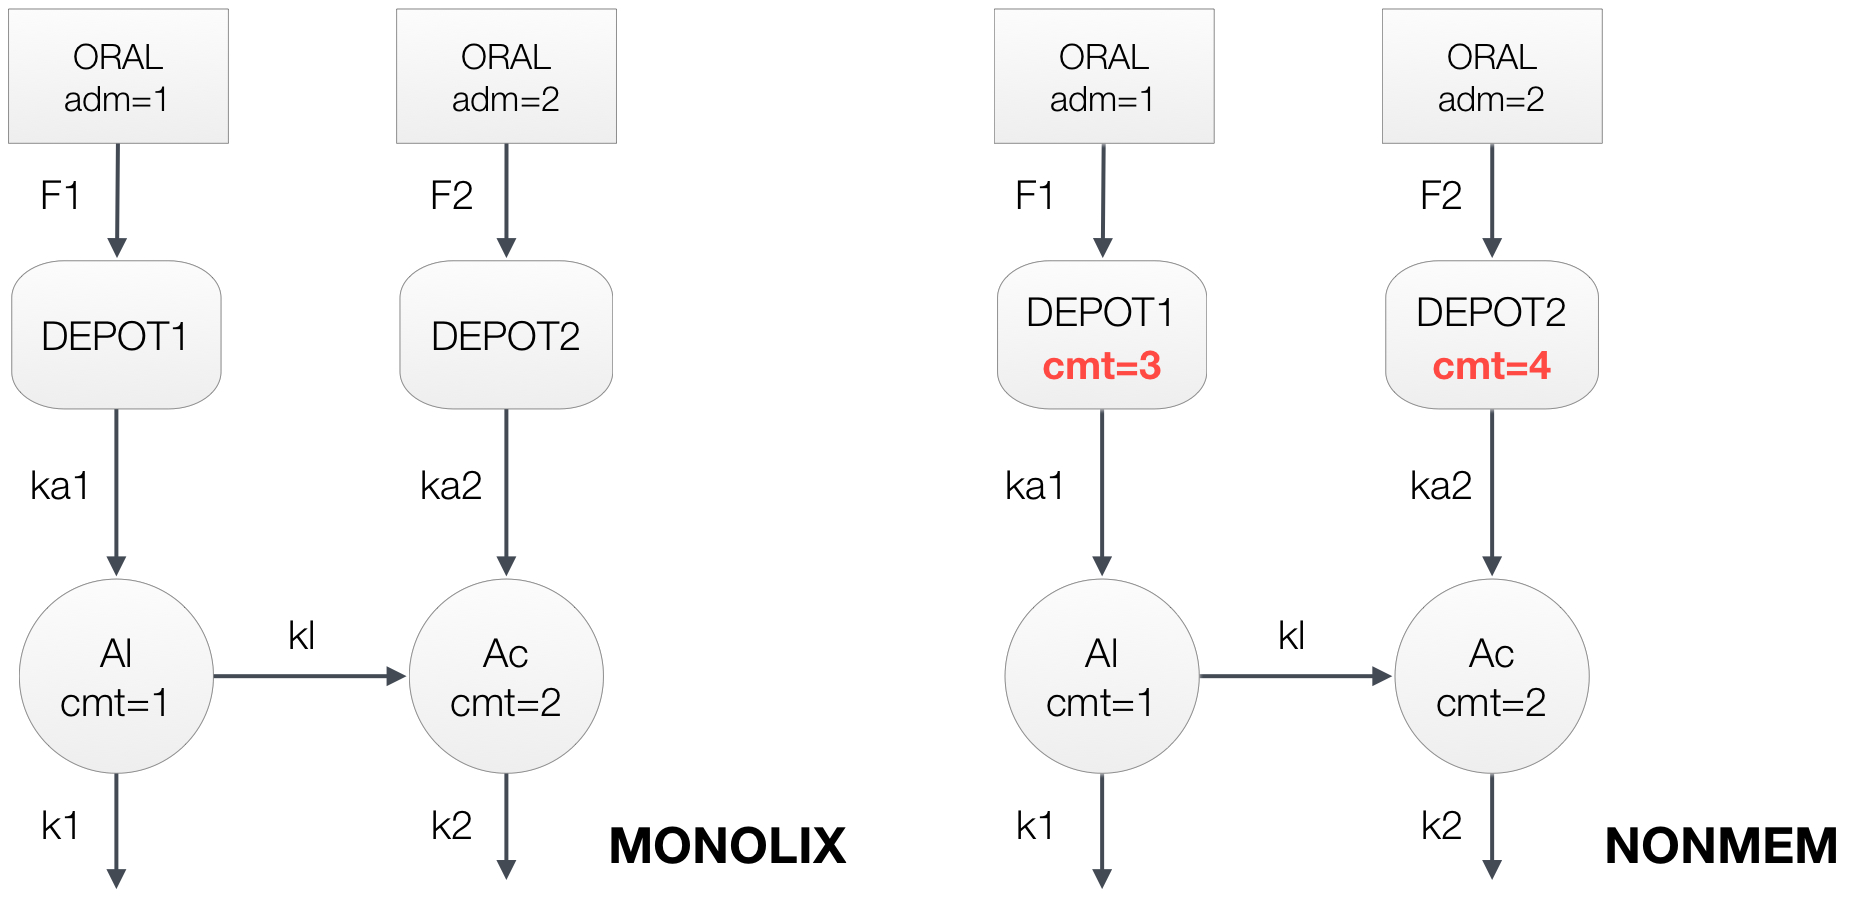 ORAL
adm=1
ORAL
adm=2
F1
F2
DEPOT1
DEPOT2
ka1
ka2
Al
cmt=1
kl
Ac
cmt=2
k1
k2
MONOLIX
ORAL
adm=1
ORAL
adm=2
F1
F2
DEPOT1
cmt=3
DEPOT2
cmt=4
ka1
ka2
Al
cmt=1
kl
Ac
cmt=2
k1
k2
NONMEM